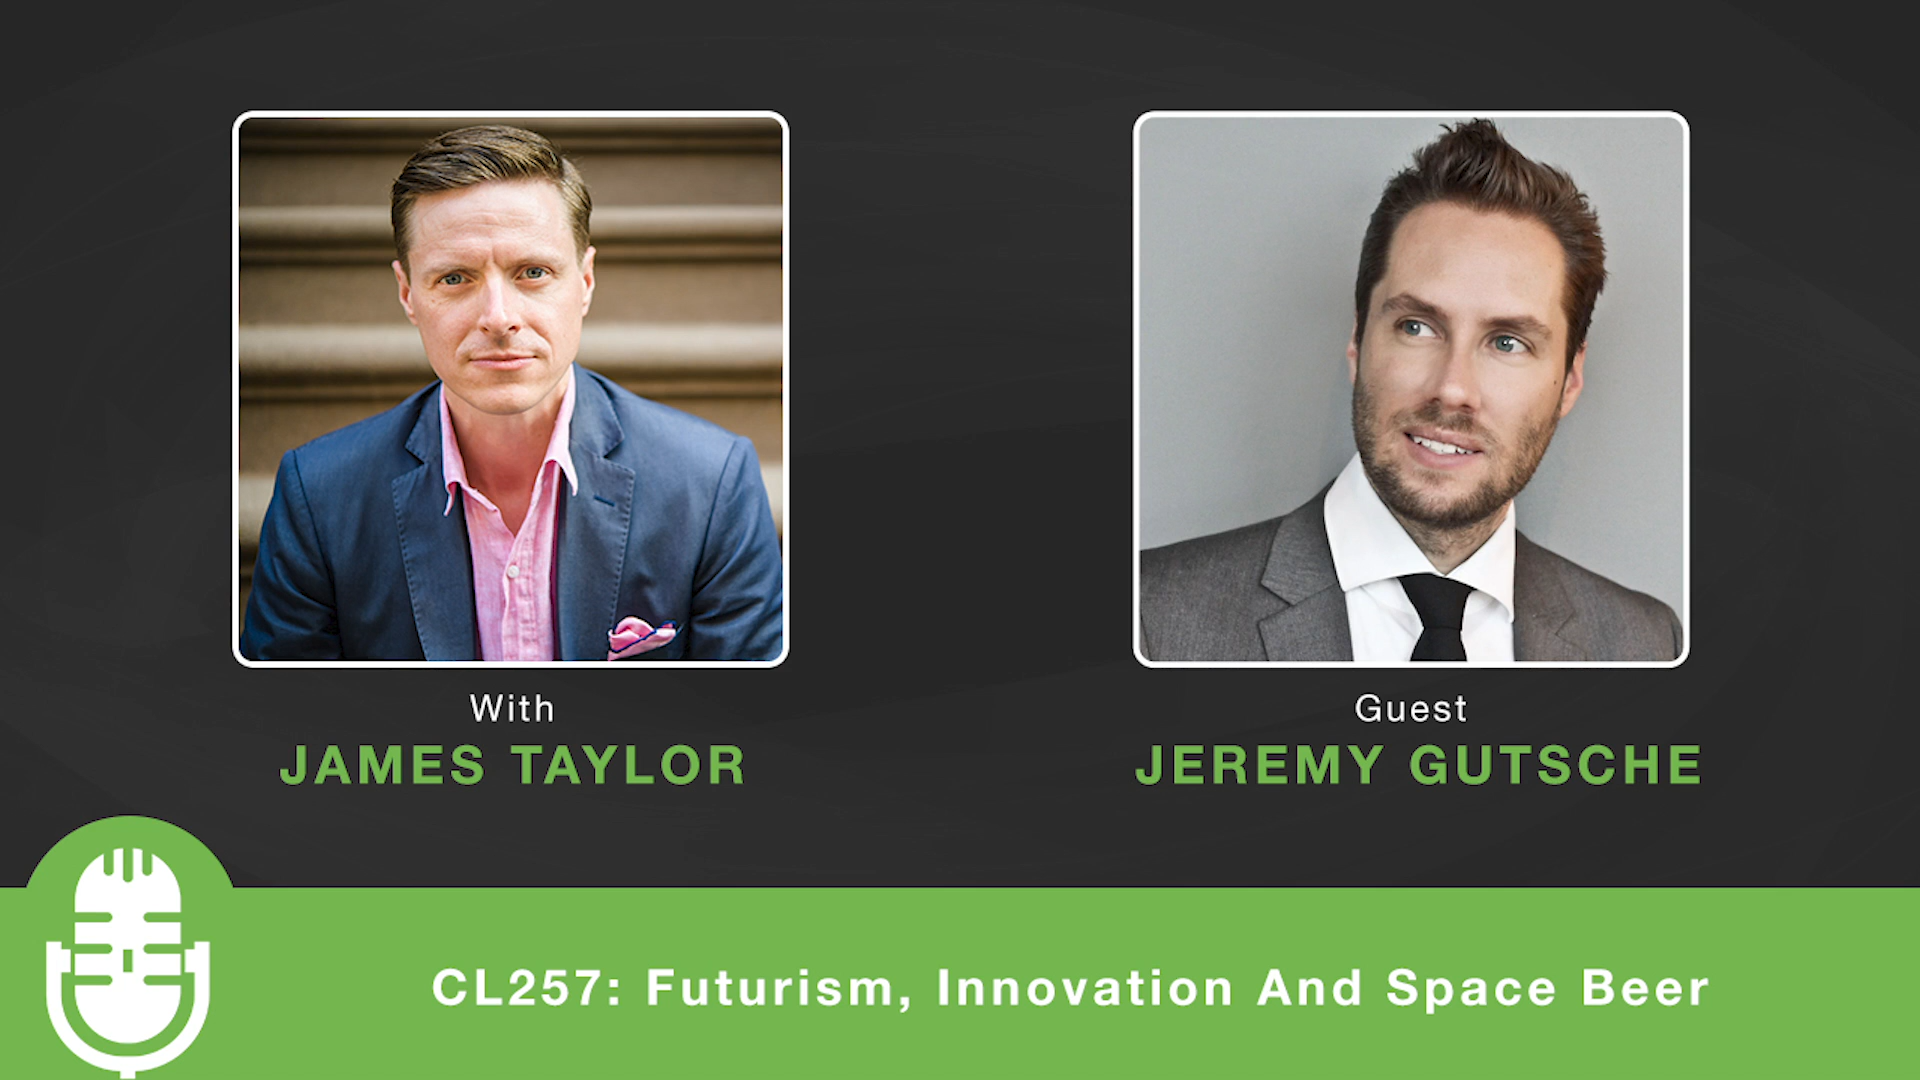 With
JAMES TAYLOR
Guest
JEREMY GUTSCHE
CL257: Futurism, Innovation And Space Beer